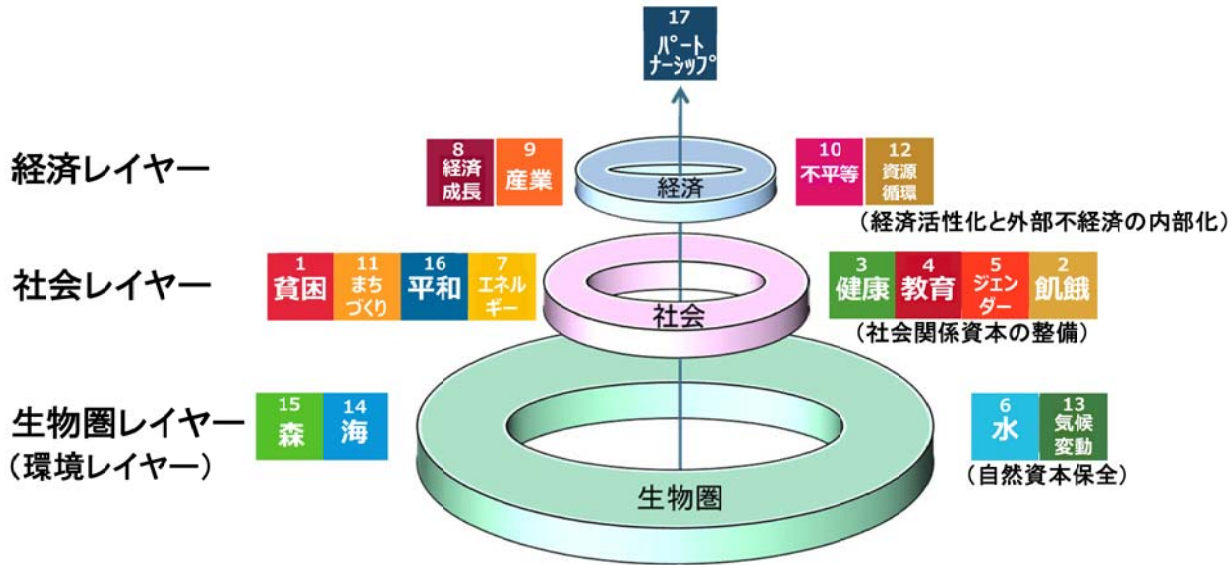 17
パート
ナーシップ
経済レイヤー
8
経済
成長
9
産業
経済
10
不平等
12
資源
循環
(経済活性化と外部不経済の内部化)
社会レイヤー
1
貧困
11
まち
づくり
16
平和
7
エネル
ギー
社会
3
健康
4
教育
5
ジェン
ダー
2
飢餓
(社会関係資本の整備)
生物圏レイヤー
(環境レイヤー)
15
森
14
海
生物圏
6
水
13
気候
変動
(自然資本保全)